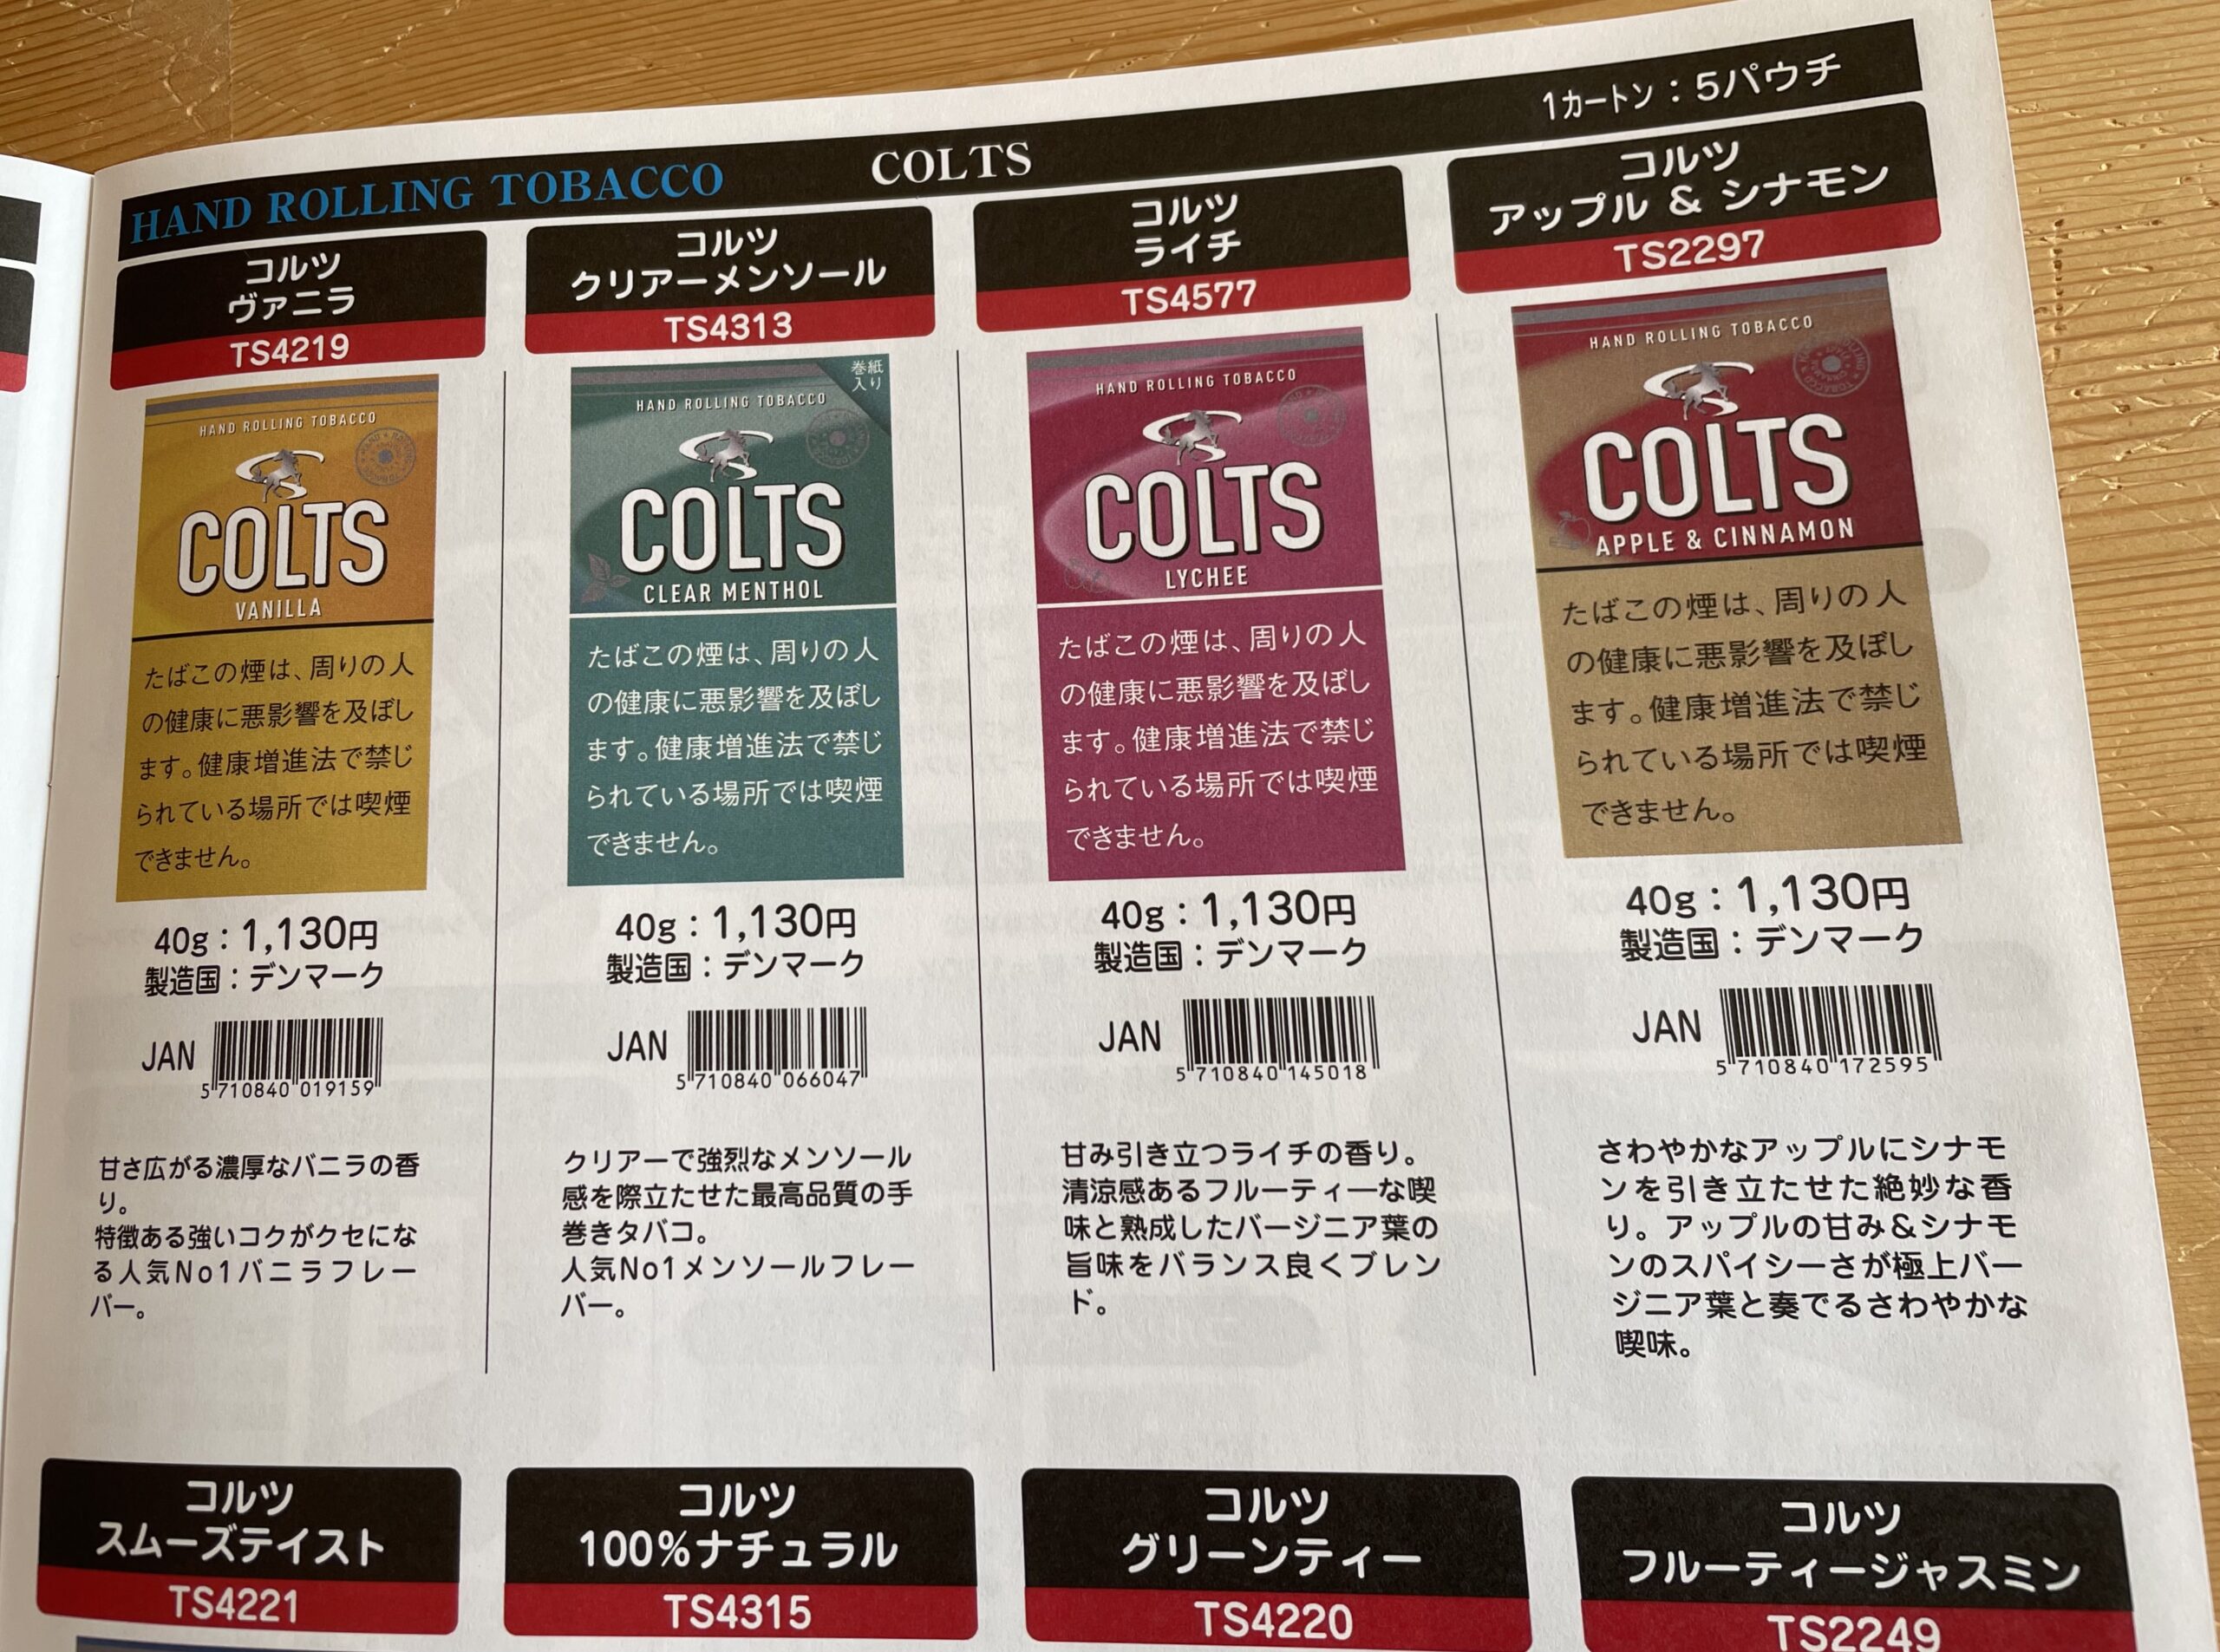 HAND ROLLING TOBACCO
COLTS
1カートン：5パウチ
コルツ
ヴァニラ
TS4219
HAND ROLLING TOBACCO
COLTS
VANILLA
たばこの煙は、周りの人
の健康に悪影響を及ぼし
ます。健康増進法で禁じ
られている場所では喫煙
できません。
40g：1,130円
製造国：デンマーク
JAN
5 710840 019159
甘さ広がる濃厚なバニラの香
り。
特徴ある強いコクがクセにな
る人気No1バニラフレー
バー。
コルツ
クリアーメンソール
TS4313
巻紙
入り
HAND ROLLING TOBACCO
COLTS
CLEAR MENTHOL
たばこの煙は、周りの人
の健康に悪影響を及ぼし
ます。健康増進法で禁じ
られている場所では喫煙
できません。
40g：1,130円
製造国：デンマーク
JAN
5 710840 066047
クリアーで強烈なメンソール
感を際立たせた最高品質の手
巻きタバコ。
人気No1メンソールフレー
バー。
コルツ
ライチ
TS4577
HAND ROLLING TOBACCO
COLTS
LYCHEE
たばこの煙は、周りの人
の健康に悪影響を及ぼし
ます。健康増進法で禁じ
られている場所では喫煙
できません。
40g：1,130円
製造国：デンマーク
JAN
5 710840 145018
甘み引き立つライチの香り。
清涼感あるフルーティ―な喫
味と熟成したバージニア葉の
旨味をバランス良くブレン
ド。
コルツ
アップル & シナモン
TS2297
HAND ROLLING TOBACCO
COLTS
APPLE & CINNAMON
たばこの煙は、周りの人
の健康に悪影響を及ぼし
ます。健康増進法で禁じ
られている場所では喫煙
できません。
40g：1,130円
製造国：デンマーク
JAN
5 710840 172595
さわやかなアップルにシナモ
ンを引き立たせた絶妙な香
り。アップルの甘み＆シナモ
ンのスパイシーさが極上バー
ジニア葉と奏でるさわやかな
喫味。
コルツ
スムーズテイスト
TS4221
コルツ
100%ナチュラル
TS4315
コルツ
グリーンティー
TS4220
コルツ
フルーティージャスミン
TS2249